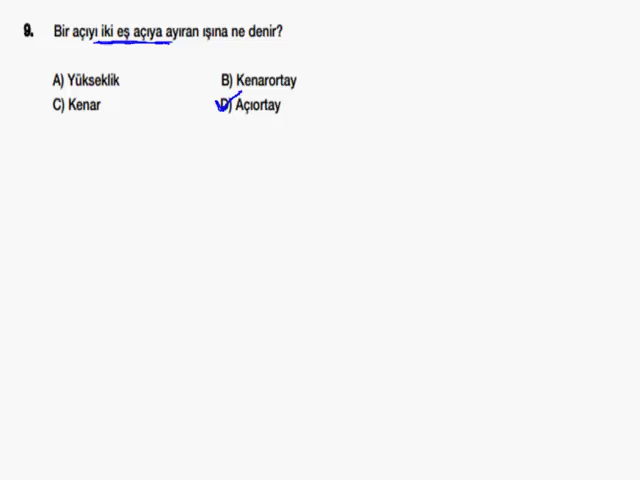 9. Bir açıyı iki eş açıya ayıran ışına ne denir?
A) Yükseklik B) Kenarortay
C) Kenar D) Açıortay